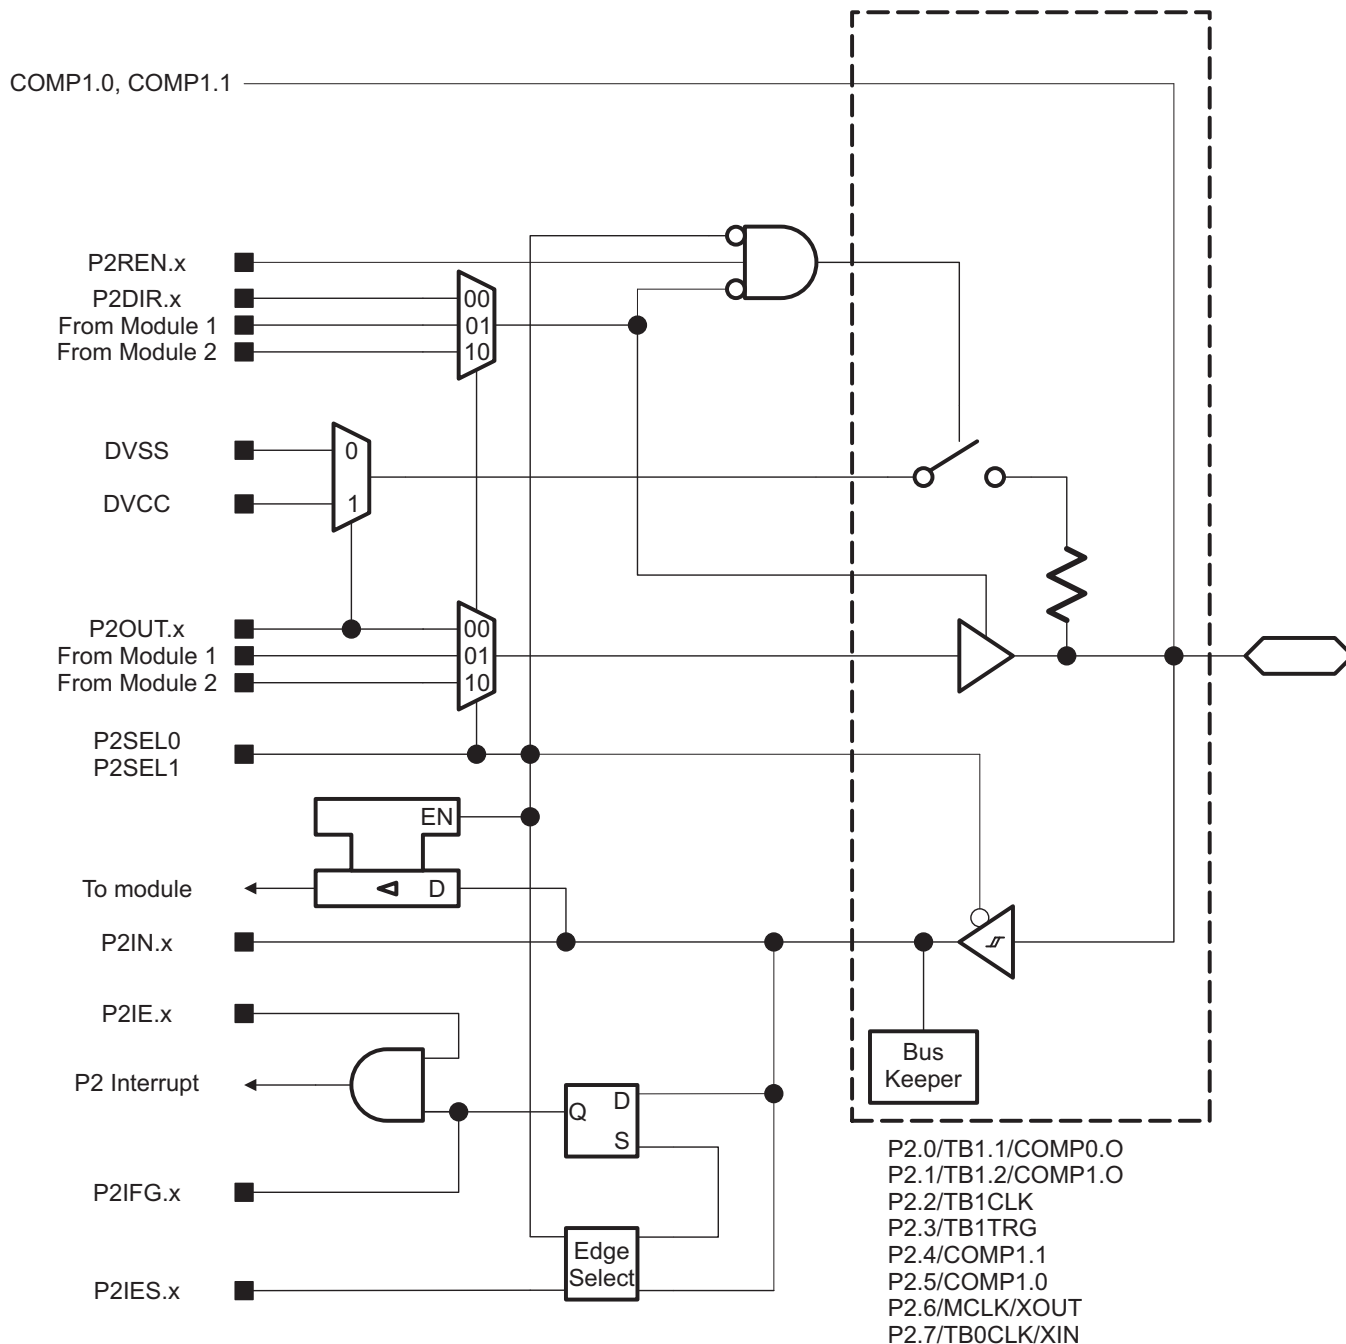 COMP1.0, COMP1.1
P2REN.x
P2DIR.x
From Module 1
From Module 2
00
01
10
DVSS
DVCC
0
1
P2OUT.x
From Module 1
From Module 2
00
01
10
P2SEL0
P2SEL1
EN
To module
D
P2IN.x
P2IE.x
Bus
Keeper
P2 Interrupt
Q
D
S
P2IFG.x
Edge
Select
P2IES.x
P2.0/TB1.1/COMP0.O
P2.1/TB1.2/COMP1.O
P2.2/TB1CLK
P2.3/TB1TRG
P2.4/COMP1.1
P2.5/COMP1.0
P2.6/MCLK/XOUT
P2.7/TB0CLK/XIN